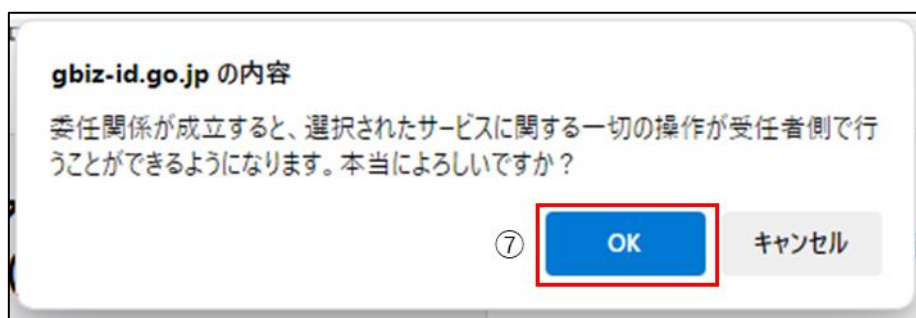 gbiz-id.go.jp の内容
委任関係が成立すると、選択されたサービスに関する一切の操作が受任者側で行
うことができるようになります。本当によろしいですか？
⑦ OK キャンセル